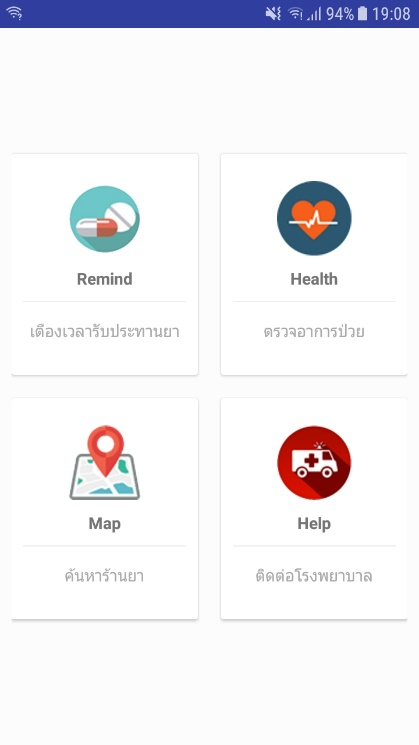 94% 19:08
Remind
Health
เตืองเวลารับประทานยา
ตรวจอาการป่วย
Map
Help
ค้นหาร้านยา
ติดต่อโรงพยาบาล